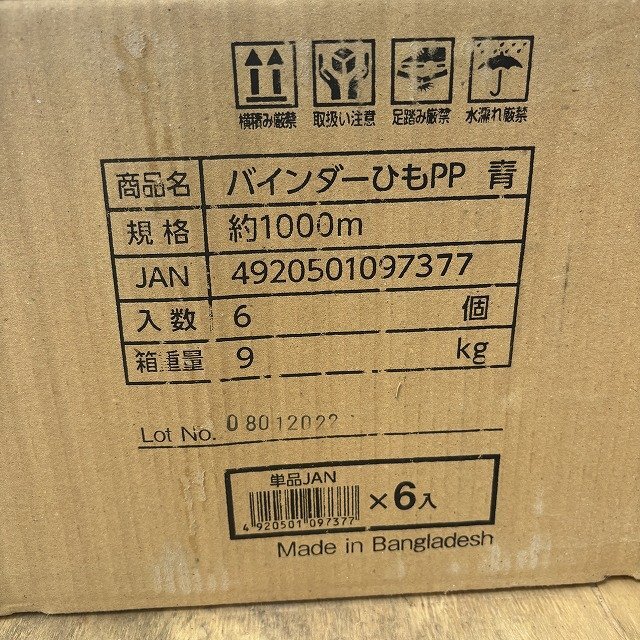 横積み厳禁 取扱い注意 足踏み厳禁 水濡れ厳禁
商品名 バインダーひもPP 青
規格 約1000m
JAN 4920501097377
入数 6 個
箱重量 9 kg
Lot No. 08012022
単品JAN
×6入
4 920501 097377
Made in Bangladesh